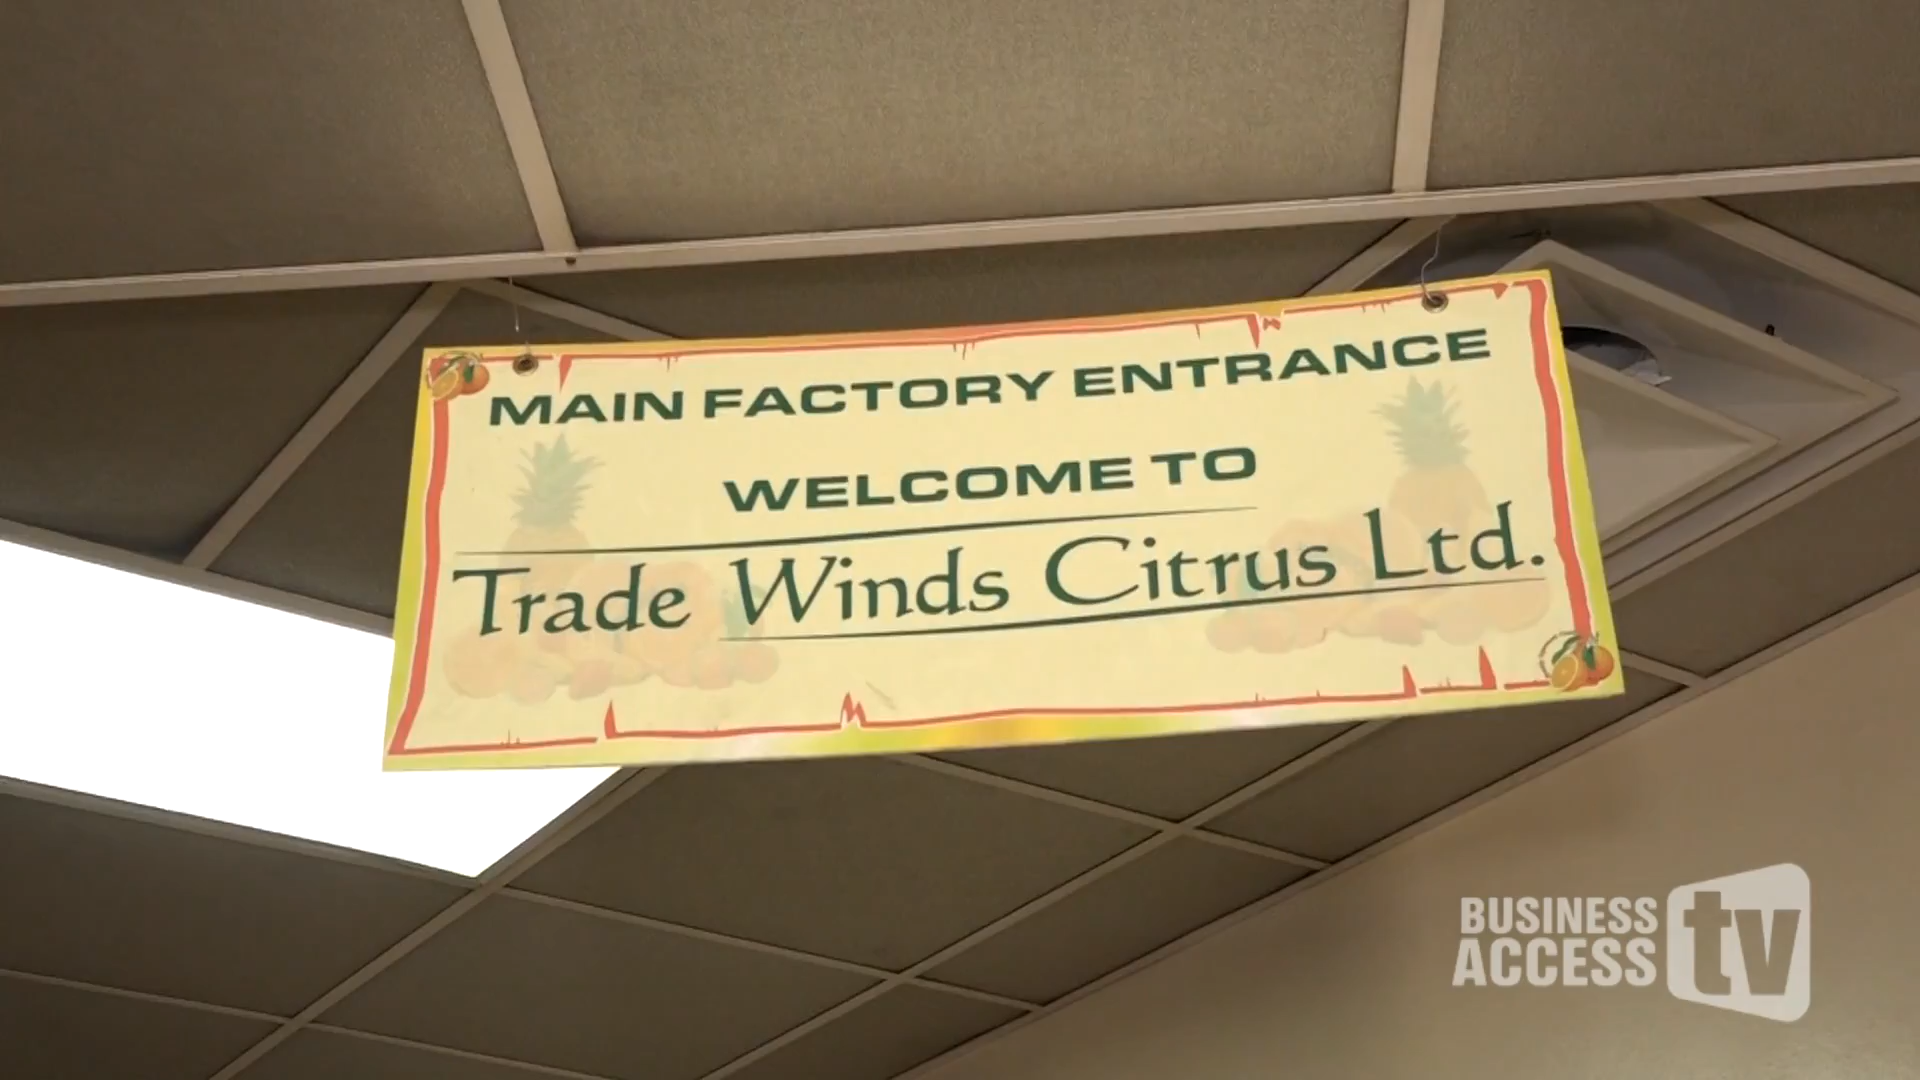 MAIN FACTORY ENTRANCE
WELCOME TO
Trade Winds Citrus Ltd.
BUSINESS
ACCESS
tv